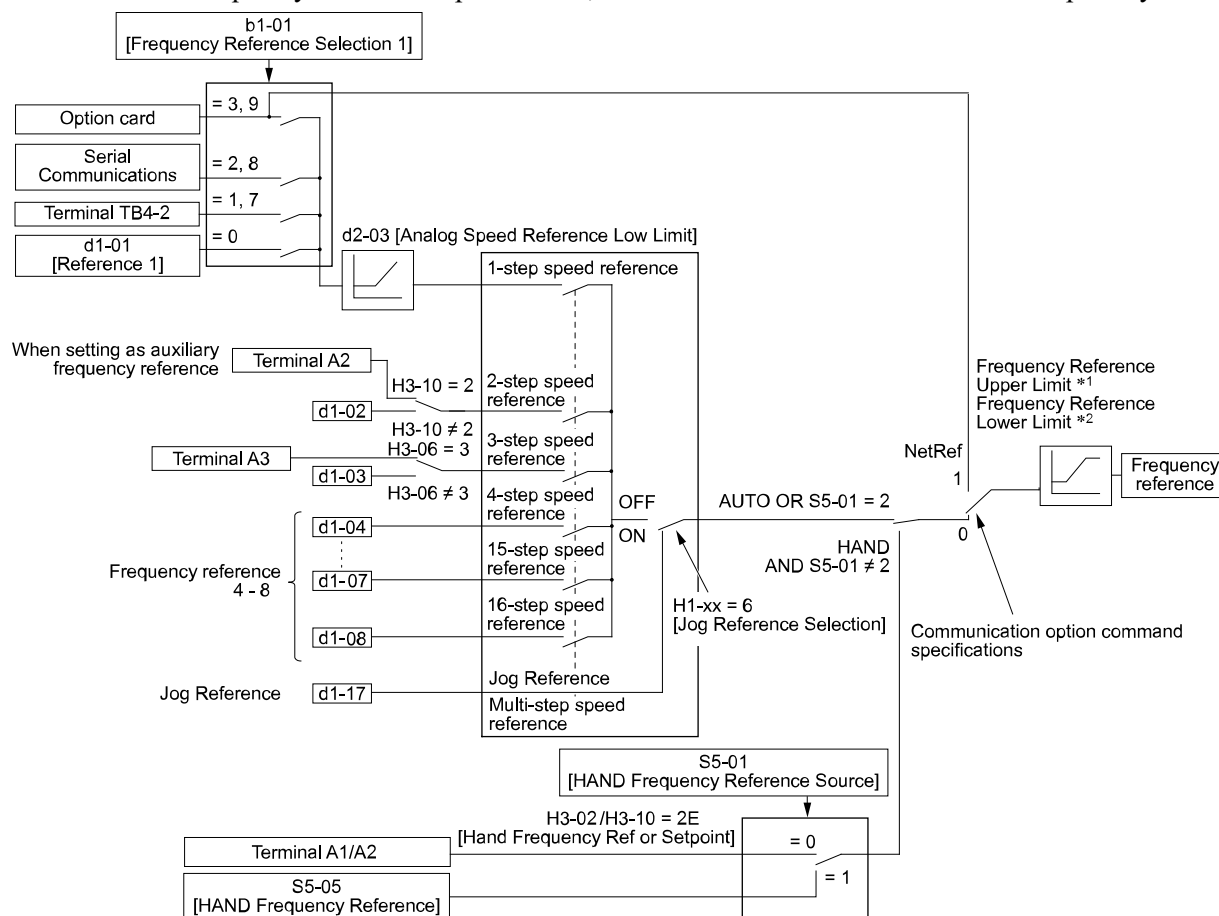 b1-01
[Frequency Reference Selection 1]
= 3, 9
Option card
Serial
Communications
= 2, 8
= 1, 7
Terminal TB4-2
= 0
d1-01
[Reference 1]
d2-03 [Analog Speed Reference Low Limit]
1-step speed reference
When setting as auxiliary
frequency reference
Terminal A2
H3-10 = 2
2-step speed
reference
d1-02
H3-10 ≠ 2
H3-06 = 3
3-step speed
reference
Terminal A3
d1-03
H3-06 ≠ 3
4-step speed
reference
d1-04
15-step speed
reference
Frequency reference
4 - 8
d1-07
16-step speed
reference
d1-08
Jog Reference
d1-17
Jog Reference
Multi-step speed
reference
OFF
ON
H1-xx = 6
[Jog Reference Selection]
AUTO OR S5-01 = 2
HAND
AND S5-01 ≠ 2
NetRef
1
0
Frequency Reference
Upper Limit *1
Frequency Reference
Lower Limit *2
Frequency
reference
Communication option command
specifications
S5-01
[HAND Frequency Reference Source]
H3-02 /H3-10 = 2E
[Hand Frequency Ref or Setpoint]
= 0
Terminal A1/A2
= 1
S5-05
[HAND Frequency Reference]